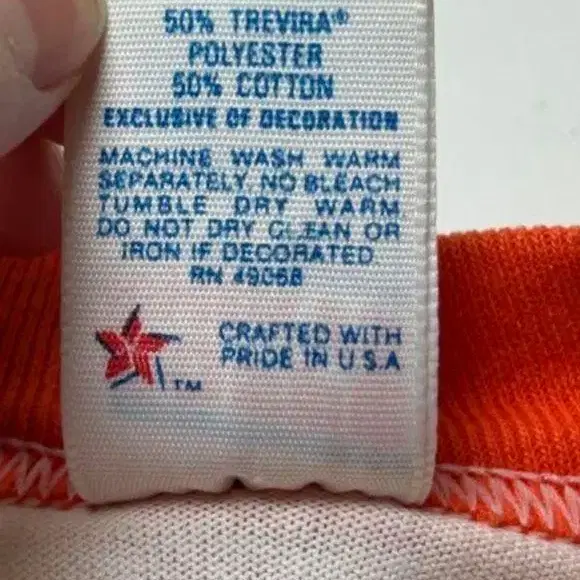 50% TREVIRA®
POLYESTER
50% COTTON
EXCLUSIVE OF DECORATION
MACHINE WASH WARM
SEPARATELY NO BLEACH
TUMBLE DRY WARM
DO NOT DRY CLEAN OR
IRON IF DECORATED
RN 49068
CRAFTED WITH
PRIDE IN U.S.A
TM